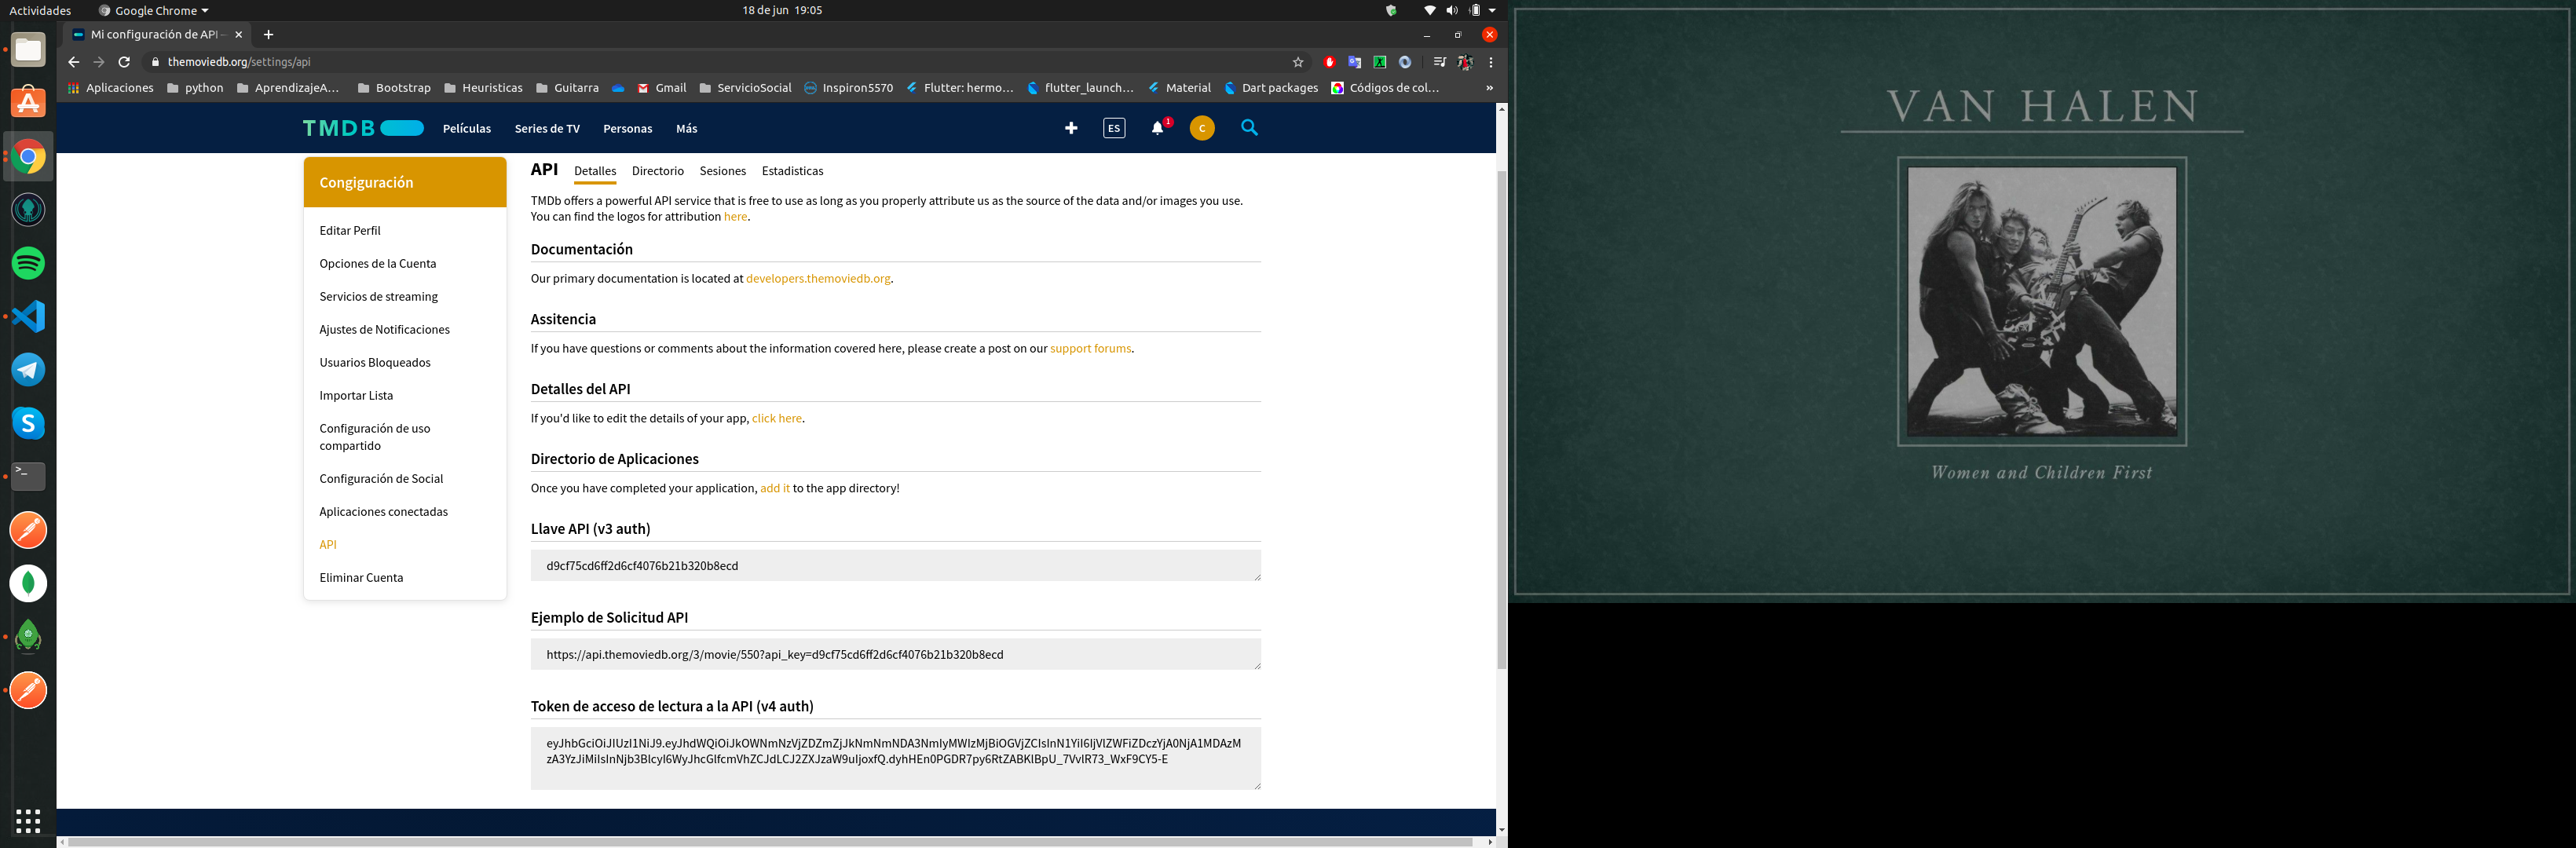 Actividades
Google Chrome
18 de jun 19:05
Mi configuración de API
themoviedb.org/settings/api
Aplicaciones
python
AprendizajeA…
Bootstrap
Heuristicas
Guitarra
Gmail
ServicioSocial
Inspiron5570
Flutter: hermo…
flutter_launch…
Material
Dart packages
Códigos de col…
»
TMDB
Películas
Series de TV
Personas
Más
ES
1
C
Congiguración
Editar Perfil
Opciones de la Cuenta
Servicios de streaming
Ajustes de Notificaciones
Usuarios Bloqueados
Importar Lista
Configuración de uso
compartido
Configuración de Social
Aplicaciones conectadas
API
Eliminar Cuenta
API
Detalles
Directorio
Sesiones
Estadisticas
TMDb offers a powerful API service that is free to use as long as you properly attribute us as the source of the data and/or images you use.
You can find the logos for attribution here.
Documentación
Our primary documentation is located at developers.themoviedb.org.
Assitencia
If you have questions or comments about the information covered here, please create a post on our support forums.
Detalles del API
If you'd like to edit the details of your app, click here.
Directorio de Aplicaciones
Once you have completed your application, add it to the app directory!
Llave API (v3 auth)
d9cf75cd6ff2d6cf4076b21b320b8ecd
Ejemplo de Solicitud API
https://api.themoviedb.org/3/movie/550?api_key=d9cf75cd6ff2d6cf4076b21b320b8ecd
Token de acceso de lectura a la API (v4 auth)
VAN HALEN
Women and Children First